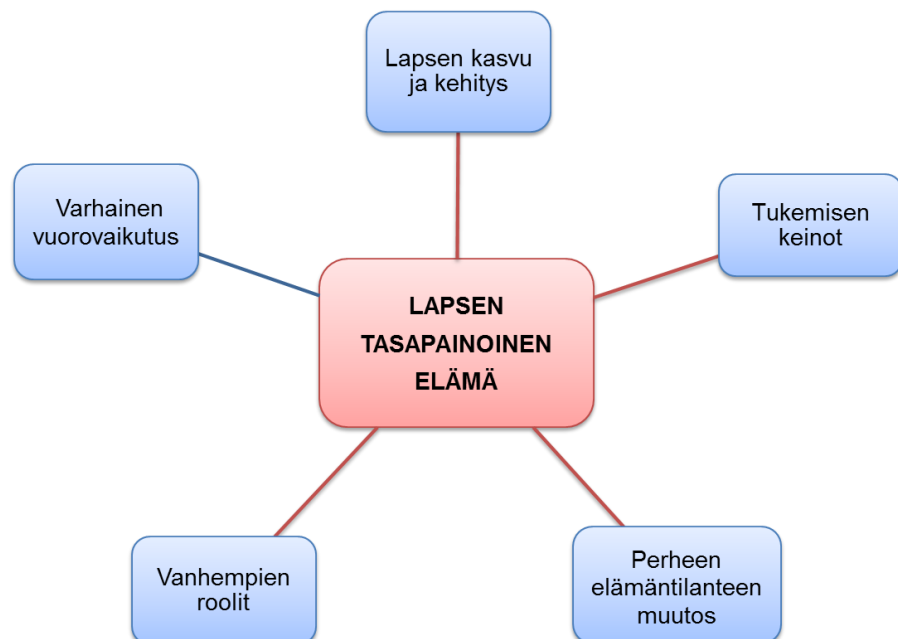 Lapsen kasvu
ja kehitys
Varhainen
vuorovaikutus
Tukemisen
keinot
LAPSEN
TASAPAINOINEN
ELÄMÄ
Vanhempien
roolit
Perheen
elämäntilanteen
muutos